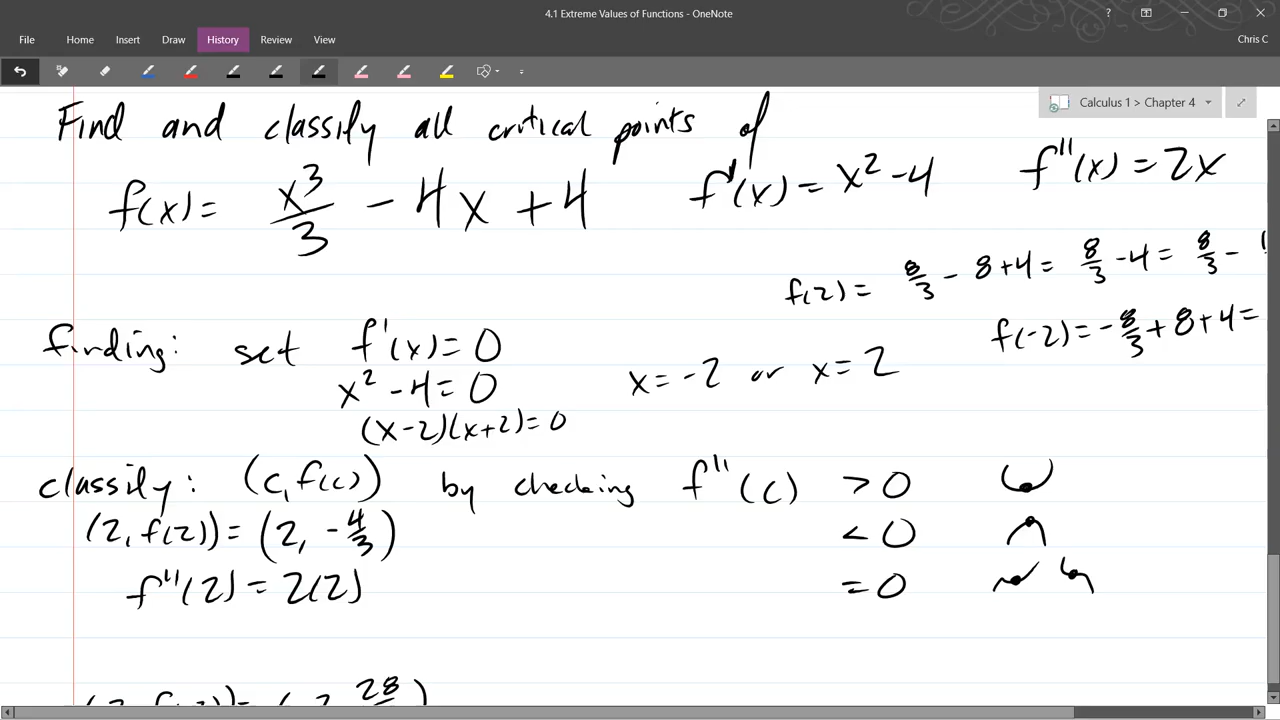 4.1 Extreme Values of Functions - OneNote
File Home Insert Draw History Review View Chris C
Calculus 1 > Chapter 4
Find and classify all critical points of
f(x) = x³/3 - 4x + 4 f'(x) = x² - 4 f''(x) = 2x
f(2) = 8/3 - 8 + 4 = 8/3 - 4 = 8/3 -
f(-2) = -8/3 + 8 + 4 =
finding: set f'(x) = 0
x² - 4 = 0 x = -2 or x = 2
(x-2)(x+2) = 0
classify: (c, f(c)) by checking f''(c) > 0
(2, f(2)) = (2, -4/3) < 0
f''(2) = 2(2) = 0
28